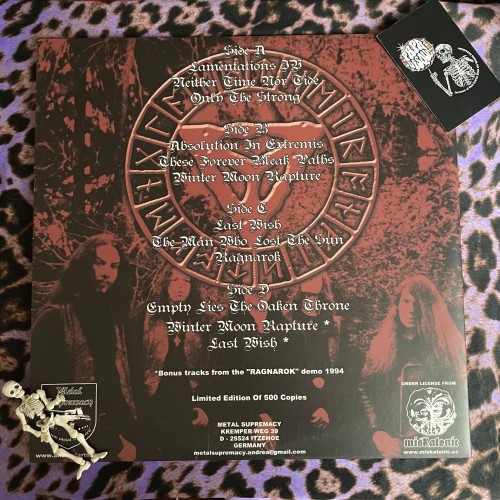 Side A
Lamentations IV
Neither Time Nor Tide
Only The Strong
Side B
Absolution In Extremis
These Forever Bleak Paths
Winter Moon Rapture
Side C
Last Wish
The Man Who Lost The Sun
Ragnarok
Side D
Empty Lies The Oaken Throne
Winter Moon Rapture *
Last Wish *
*Bonus tracks from the "RAGNAROK" demo 1994
Limited Edition Of 500 Copies
METAL SUPREMACY
KREMPER WEG 39
D - 25524 ITZEHOE
GERMANY
metalsupremacy.andrea@gmail.com
Metal
UNDER LICENSE FROM
misKatonic